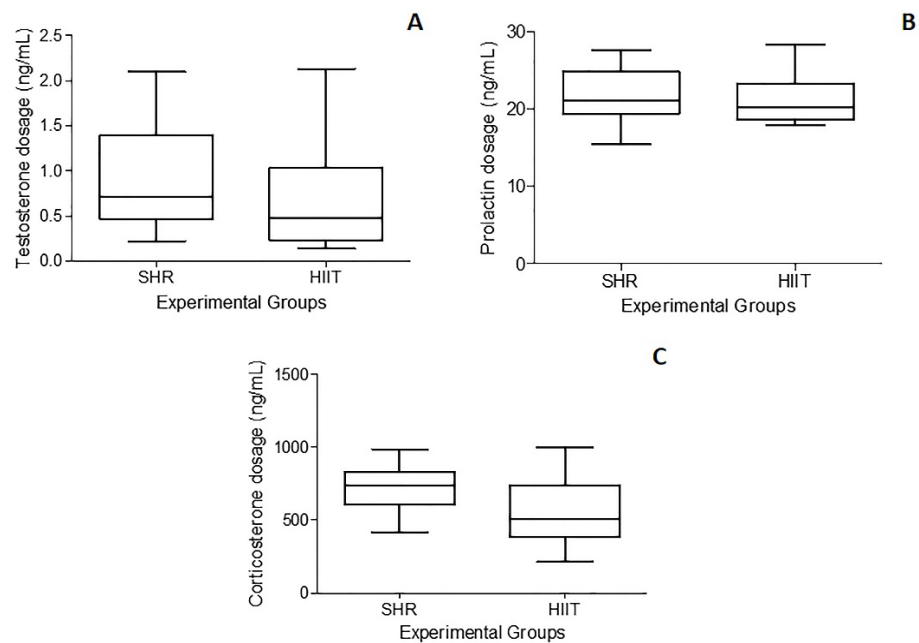 A
Testosterone dosage (ng/mL)
2.5
2.0
1.5
1.0
0.5
0.0
SHR HIIT
Experimental Groups
B
Prolactin dosage (ng/mL)
30
20
10
0
SHR HIIT
Experimental Groups
C
Corticosterone dosage (ng/mL)
1500
1000
500
0
SHR HIIT
Experimental Groups